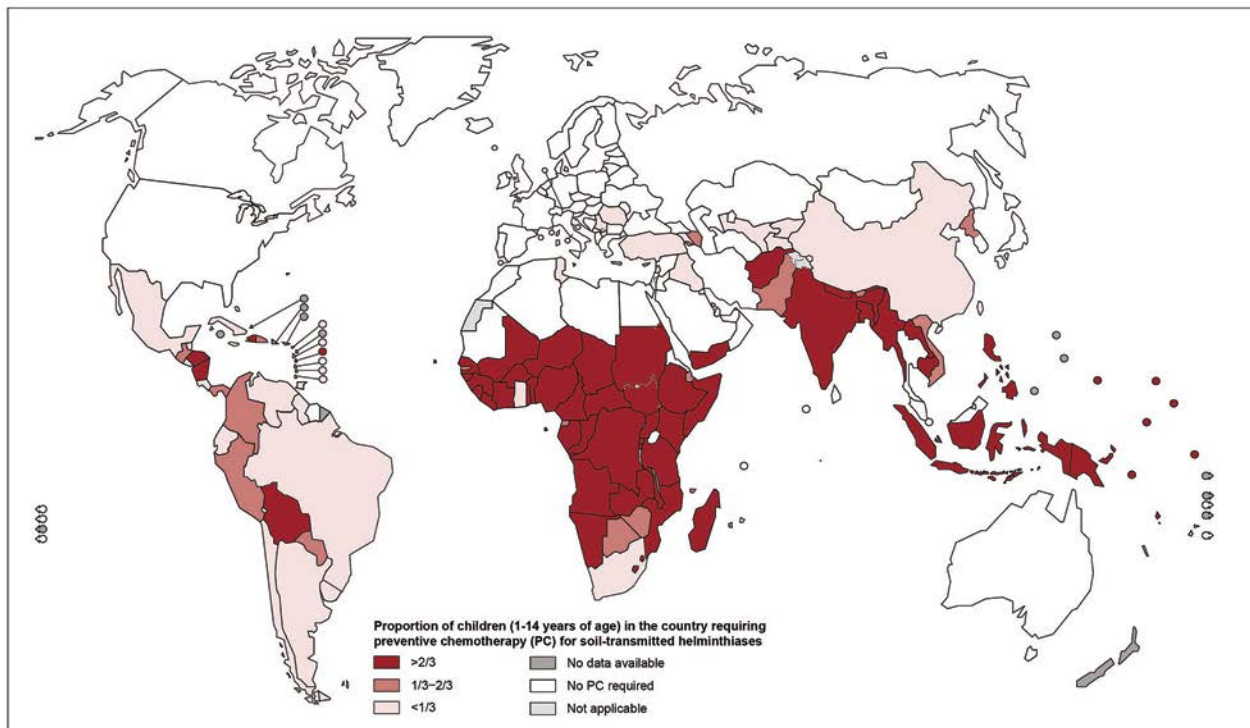 Proportion of children (1-14 years of age) in the country requiring
preventive chemotherapy (PC) for soil-transmitted helminthiases
>2/3
1/3–2/3
<1/3
No data available
No PC required
Not applicable